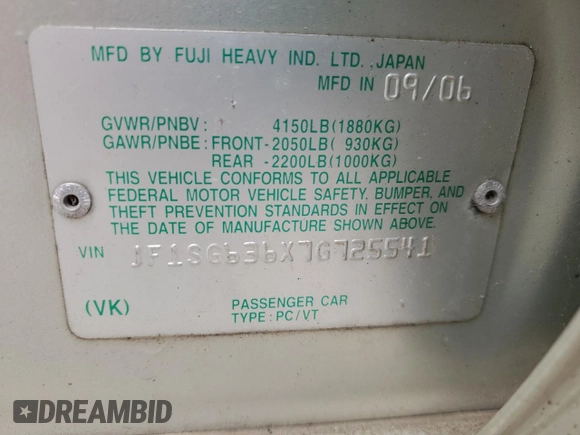 MFD BY FUJI HEAVY IND. LTD., JAPAN
MFD IN 09/06
GVWR/PNBV: 4150LB(1880KG)
GAWR/PNBE: FRONT-2050LB( 930KG)
REAR -2200LB(1000KG)
THIS VEHICLE CONFORMS TO ALL APPLICABLE
FEDERAL MOTOR VEHICLE SAFETY, BUMPER, AND
THEFT PREVENTION STANDARDS IN EFFECT ON
THE DATE OF MANUFACTURE SHOWN ABOVE.
VIN JF1SG636X7G725541
(VK) PASSENGER CAR
TYPE: PC/VT
DREAMBID